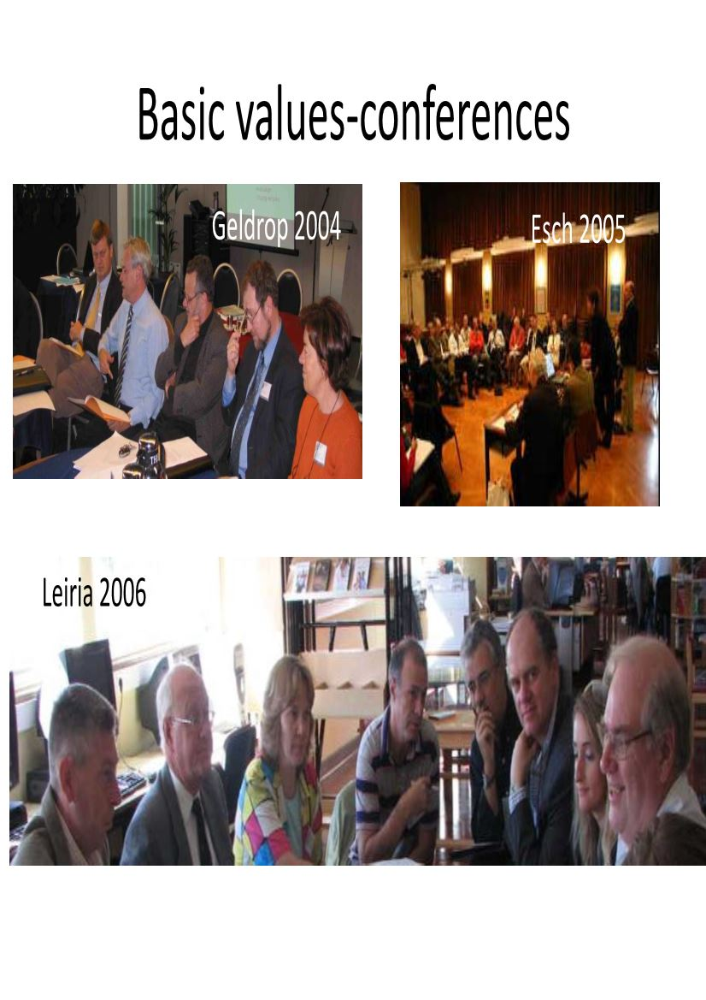 Basic values-conferences
Geldrop 2004
Esch 2005
Leiria 2006